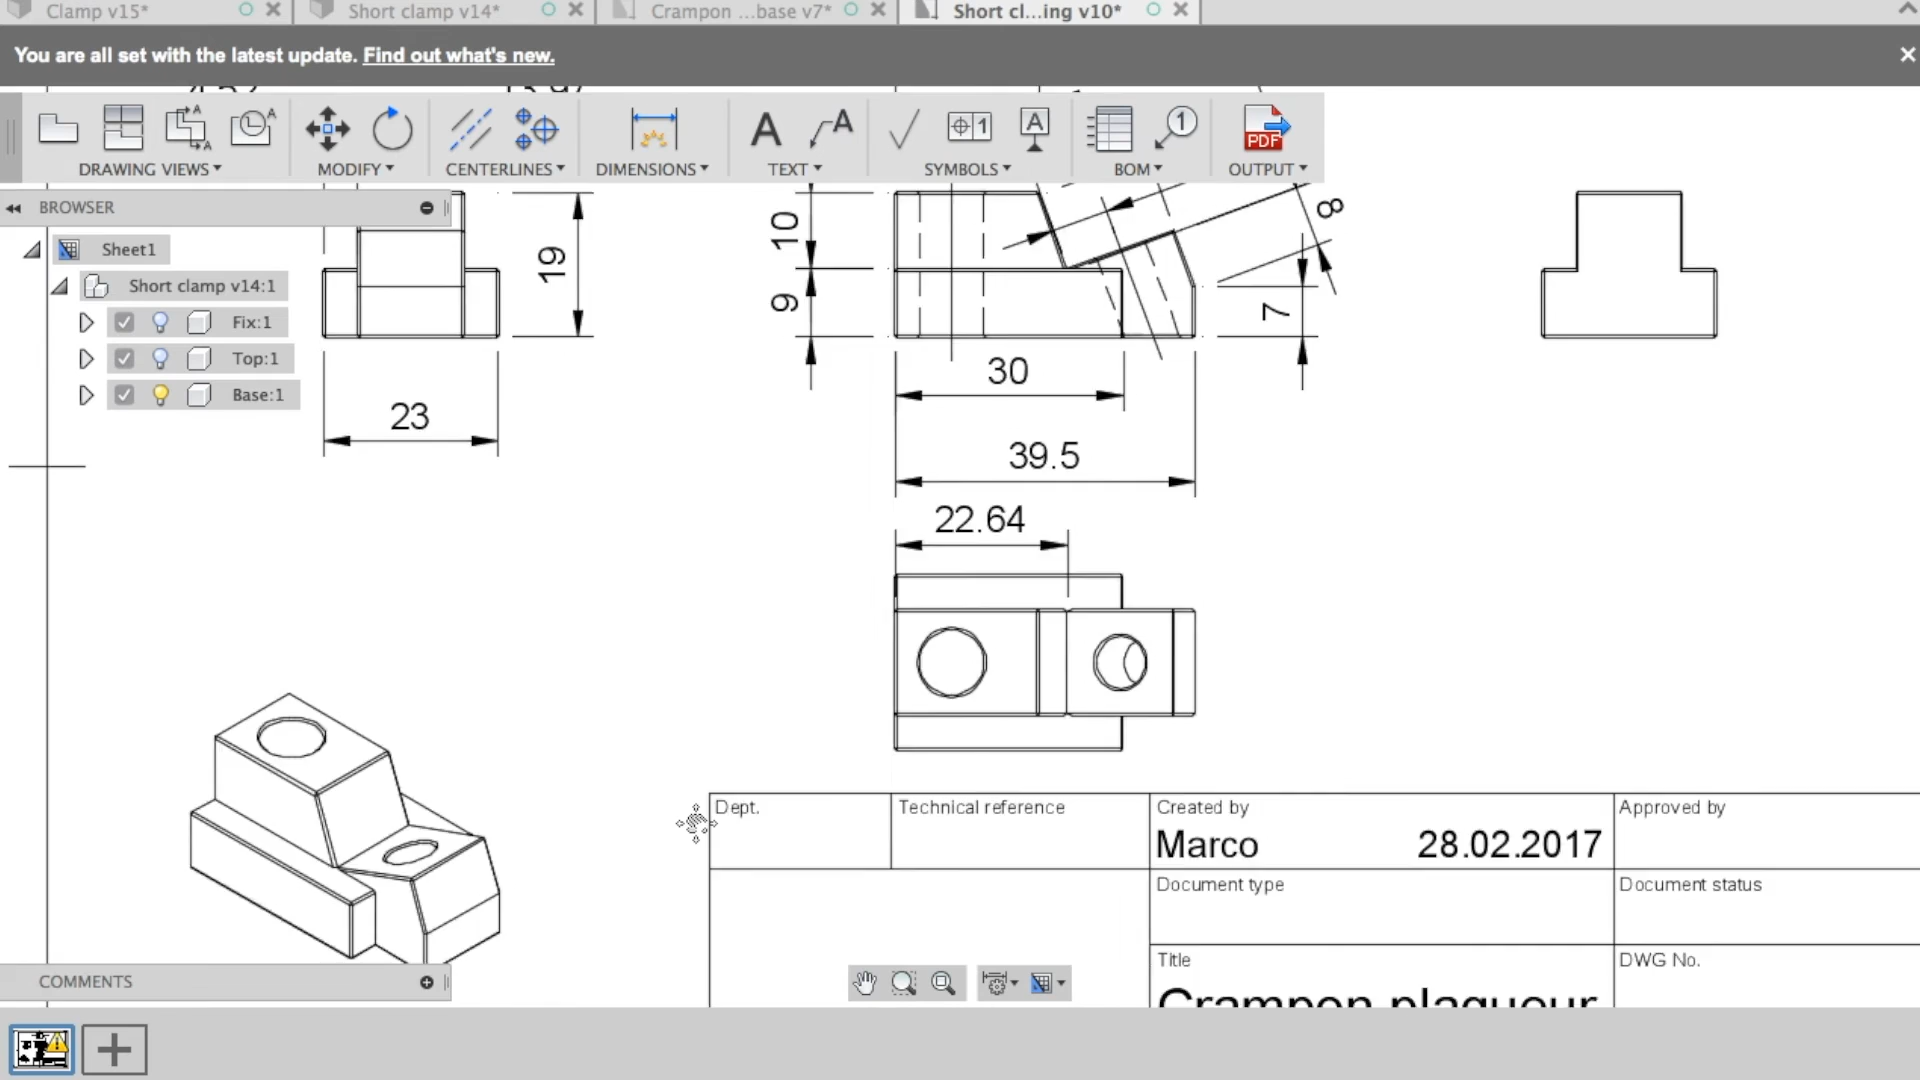 Clamp v15*
Short clamp v14*
Crampon ...base v7*
Short cl...ing v10*
You are all set with the latest update. Find out what's new.
A
A
A
A
A
1
A
1
PDF
DRAWING VIEWS
MODIFY
CENTERLINES
DIMENSIONS
TEXT
SYMBOLS
BOM
OUTPUT
BROWSER
Sheet1
Short clamp v14:1
Fix:1
Top:1
Base:1
19
10
9
8
7
23
30
39.5
22.64
Dept.
Technical reference
Created by
Approved by
Marco
28.02.2017
Document type
Document status
Title
DWG No.
Crampon plaqueur
COMMENTS